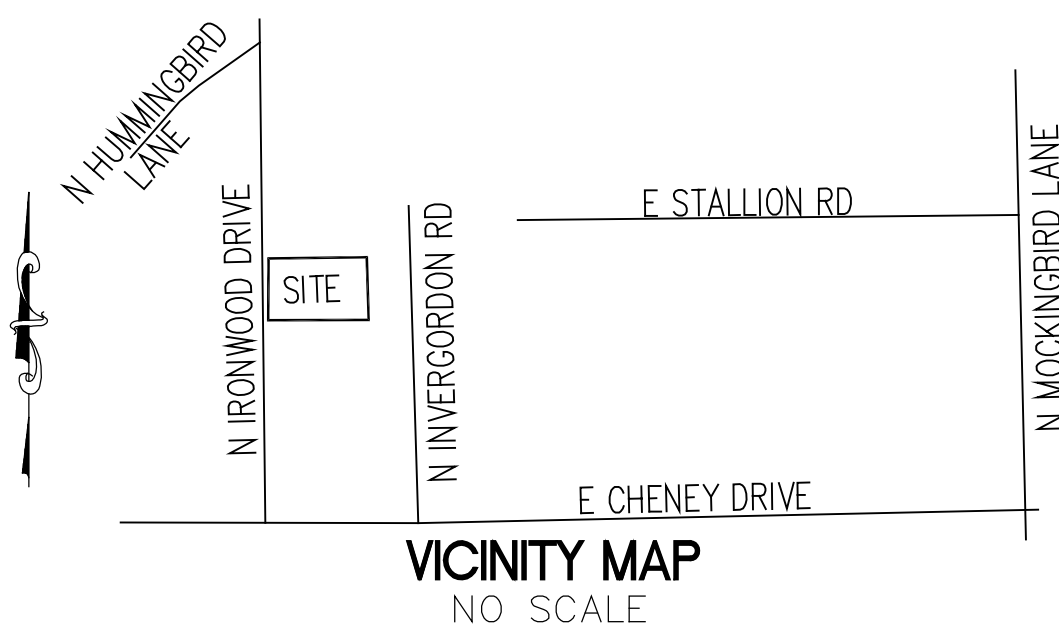 N HUMMINGBIRD
LANE
N IRONWOOD DRIVE
SITE
N INVERGORDON RD
E STALLION RD
N MOCKINGBIRD LANE
E CHENEY DRIVE
VICINITY MAP
NO SCALE